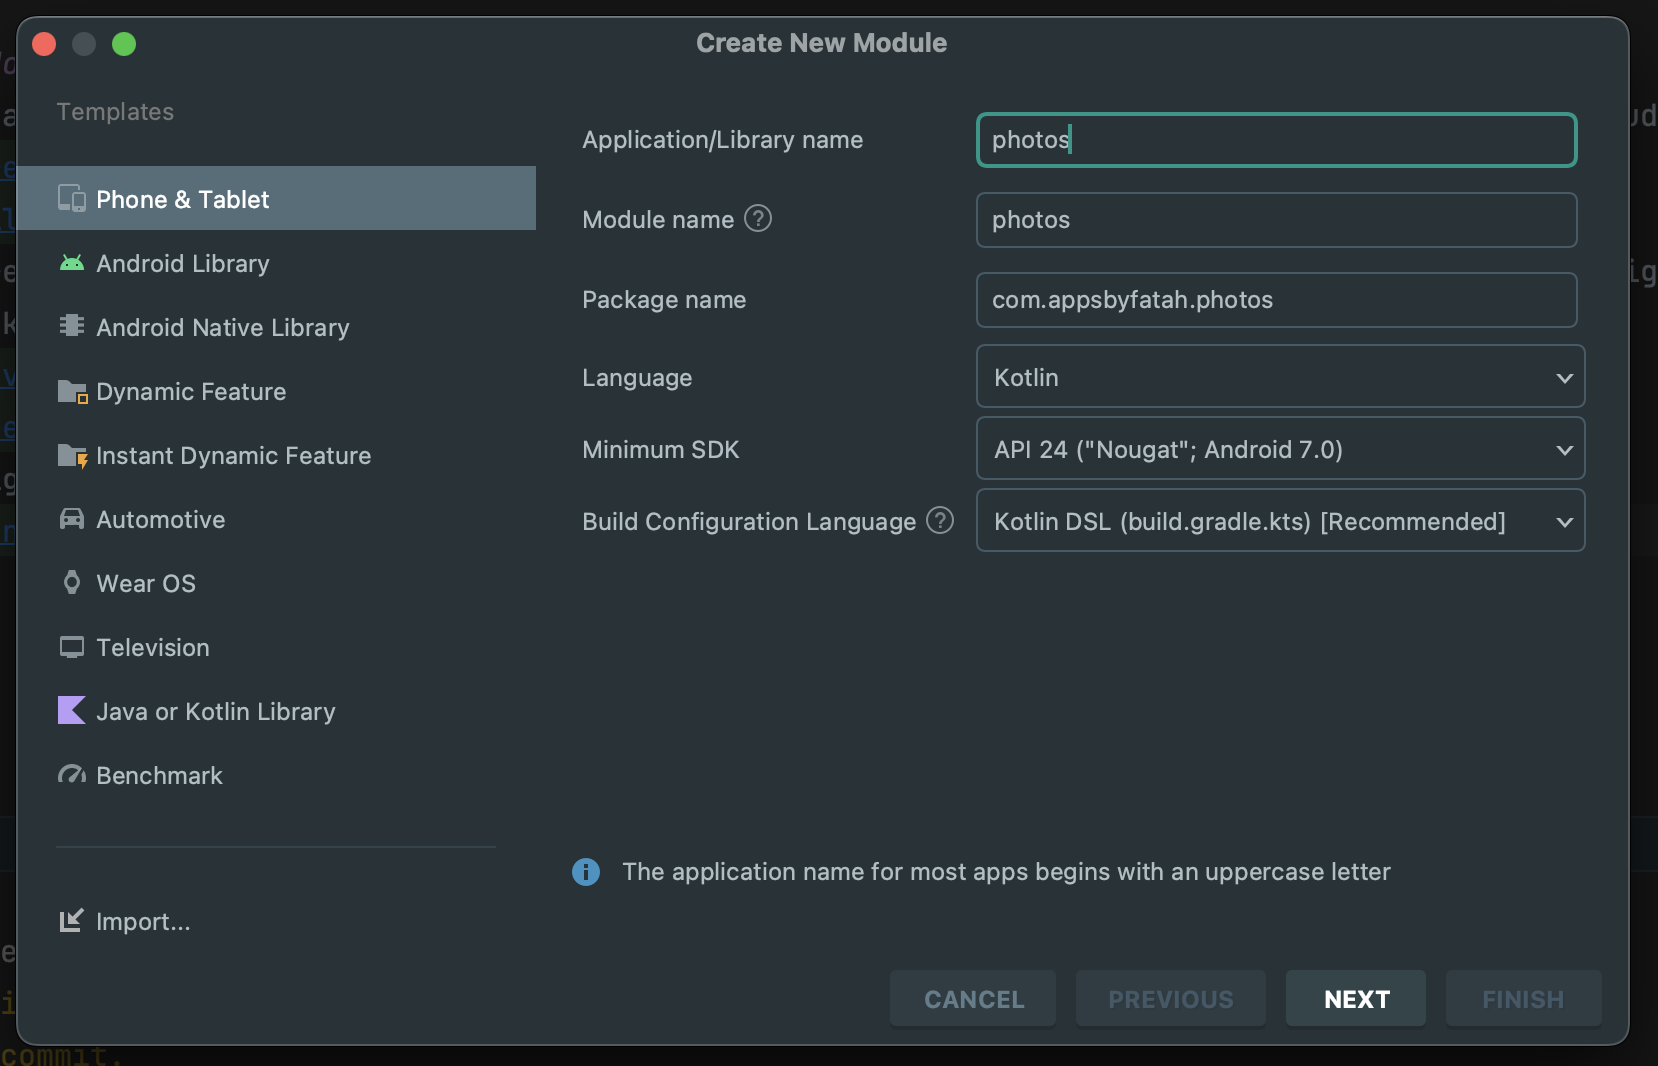 Create New Module
Templates
Phone & Tablet
Android Library
Android Native Library
Dynamic Feature
Instant Dynamic Feature
Automotive
Wear OS
Television
Java or Kotlin Library
Benchmark
Import...
Application/Library name
photos
Module name ?
photos
Package name
com.appsbyfatah.photos
Language
Kotlin
Minimum SDK
API 24 ("Nougat"; Android 7.0)
Build Configuration Language ?
Kotlin DSL (build.gradle.kts) [Recommended]
The application name for most apps begins with an uppercase letter
CANCEL
PREVIOUS
NEXT
FINISH
commit.